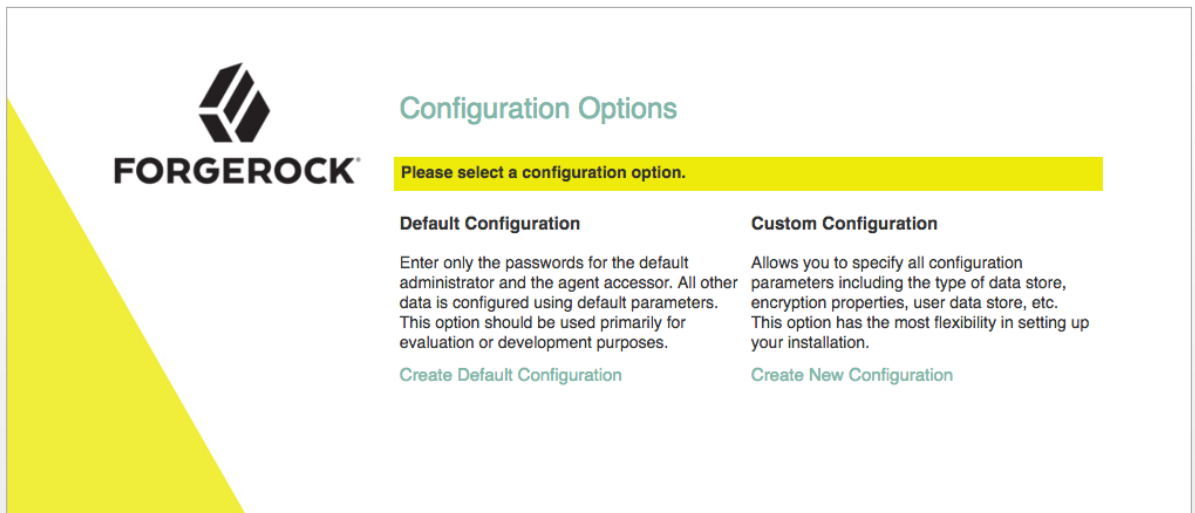 FORGEROCK
Configuration Options
Please select a configuration option.
Default Configuration
Enter only the passwords for the default
administrator and the agent accessor. All other
data is configured using default parameters.
This option should be used primarily for
evaluation or development purposes.
Create Default Configuration
Custom Configuration
Allows you to specify all configuration
parameters including the type of data store,
encryption properties, user data store, etc.
This option has the most flexibility in setting up
your installation.
Create New Configuration